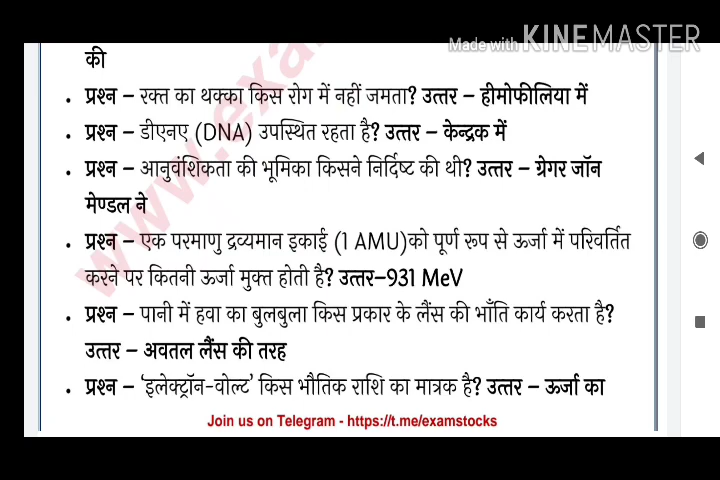 Made with KINEMASTER
की
• प्रश्न – रक्त का थक्का किस रोग में नहीं जमता? उत्तर – हीमोफीलिया में
• प्रश्न – डीएनए (DNA) उपस्थित रहता है? उत्तर – केन्द्रक में
• प्रश्न – आनुवंशिकता की भूमिका किसने निर्दिष्ट की थी? उत्तर – ग्रेगर जॉन
मेण्डल ने
• प्रश्न – एक परमाणु द्रव्यमान इकाई (1 AMU)को पूर्ण रूप से ऊर्जा में परिवर्तित
करने पर कितनी ऊर्जा मुक्त होती है? उत्तर–931 MeV
• प्रश्न – पानी में हवा का बुलबुला किस प्रकार के लैंस की भाँति कार्य करता है?
उत्तर – अवतल लैंस की तरह
• प्रश्न – ‘इलेक्ट्रॉन-वोल्ट’ किस भौतिक राशि का मात्रक है? उत्तर – ऊर्जा का
Join us on Telegram - https://t.me/examstocks
www.exam